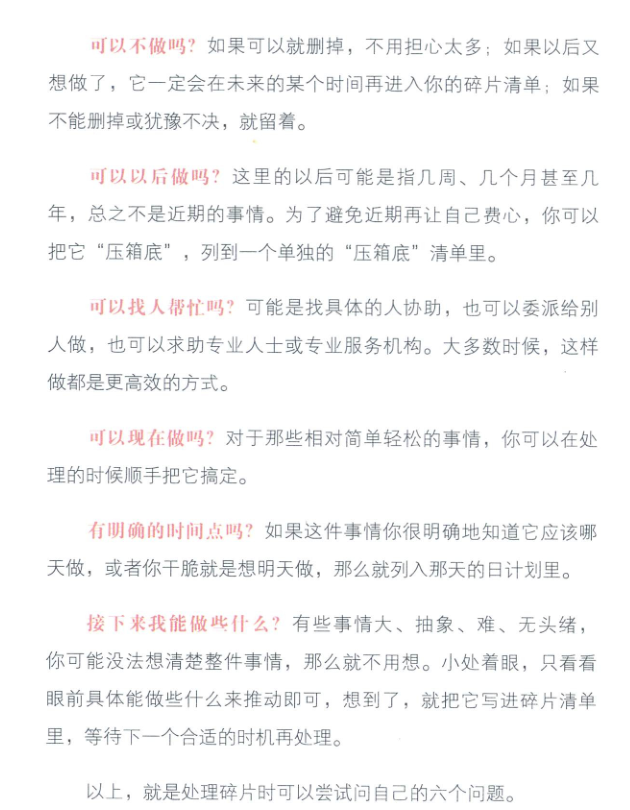 可以不做吗？如果可以就删掉，不用担心太多；如果以后又
想做了，它一定会在未来的某个时间再进入你的碎片清单；如果
不能删掉或犹豫不决，就留着。
可以以后做吗？这里的以后可能是指几周、几个月甚至几
年，总之不是近期的事情。为了避免近期再让自己费心，你可以
把它“压箱底”，列到一个单独的“压箱底”清单里。
可以找人帮忙吗？可能是找具体的人协助，也可以委派给别
人做，也可以求助专业人士或专业服务机构。大多数时候，这样
做都是更高效的方式。
可以现在做吗？对于那些相对简单轻松的事情，你可以在处
理的时候顺手把它搞定。
有明确的时间点吗？如果这件事情你很明确地知道它应该哪
天做，或者你干脆就是想明天做，那么就列入那天的日计划里。
接下来我能做些什么？有些事情大、抽象、难、无头绪，
你可能没法想清楚整件事情，那么就不用想。小处着眼，只看看
眼前具体能做些什么来推动即可，想到了，就把它写进碎片清单
里，等待下一个合适的时机再处理。
以上，就是处理碎片时可以尝试问自己的六个问题。